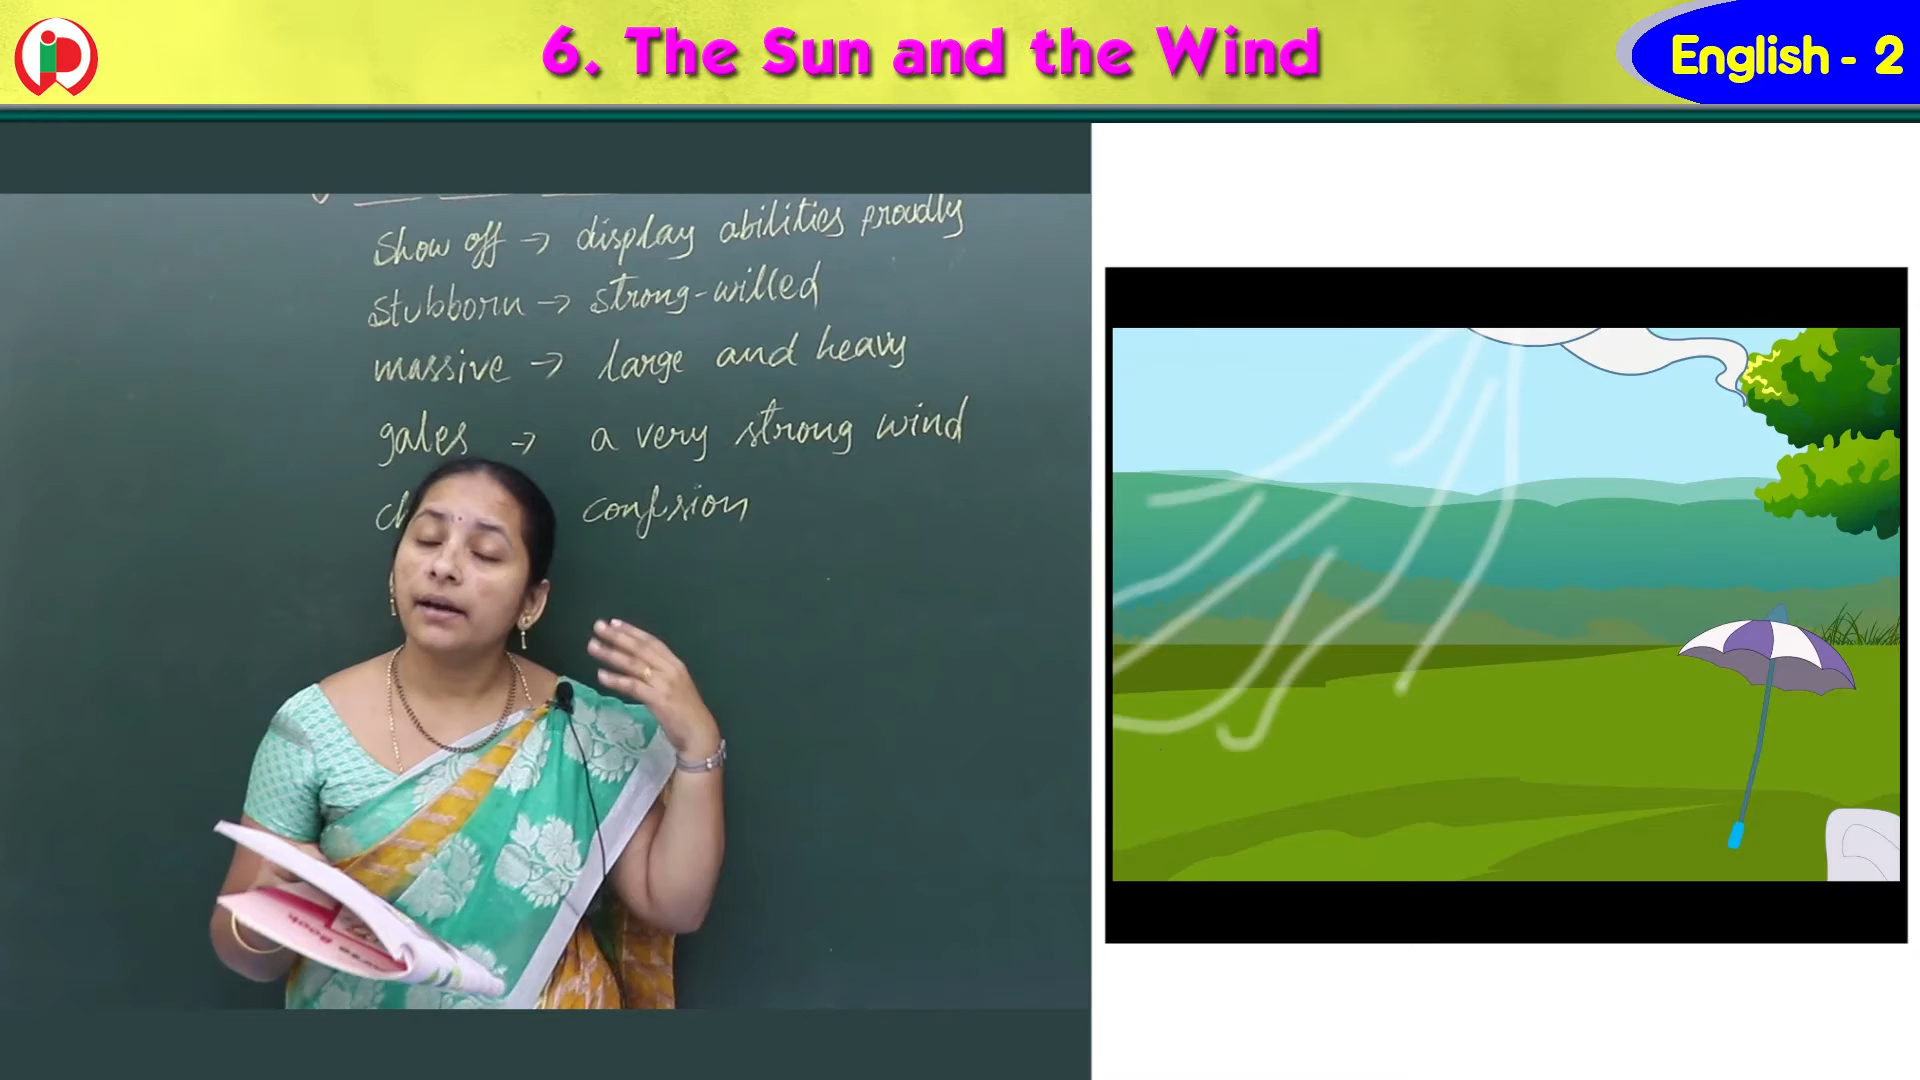 6. The Sun and the Wind
English - 2
Show off → display abilities proudly
stubborn → strong-willed
massive → large and heavy
gales → a very strong wind
confusion